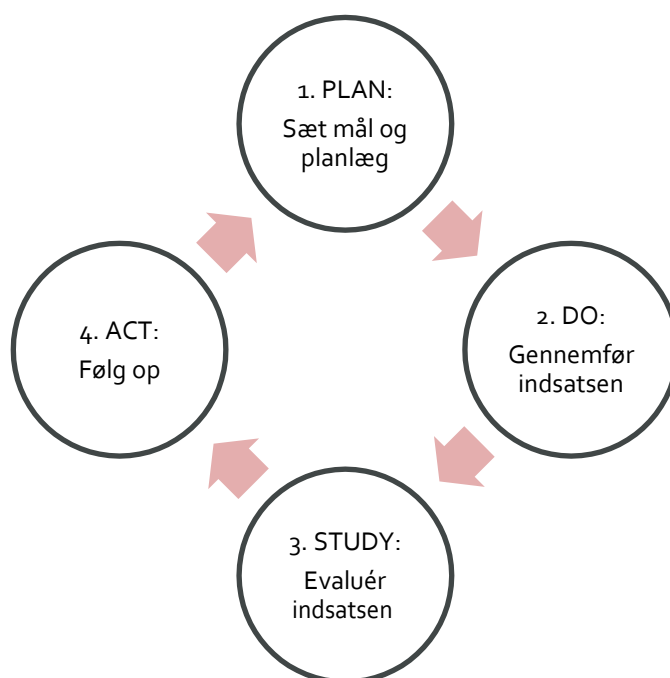 1. PLAN:
Sæt mål og
planlæg
2. DO:
Gennemfør
indsatsen
3. STUDY:
Evaluér
indsatsen
4. ACT:
Følg op